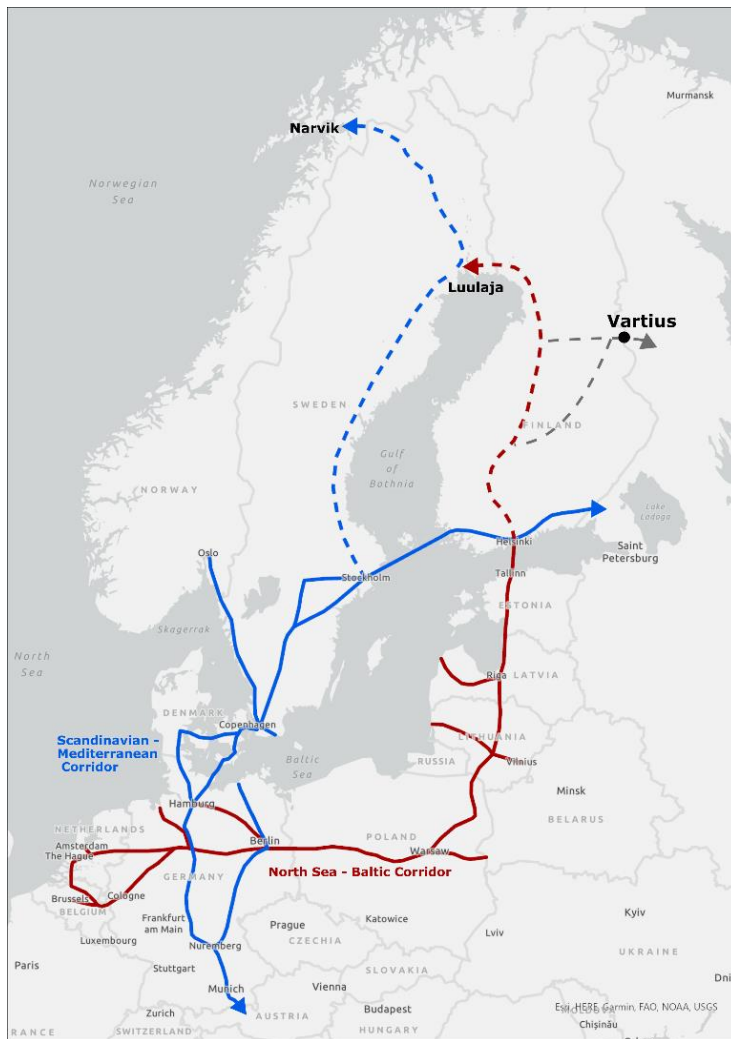 Murmansk
Narvik
Norwegian
Sea
Luulaja
Vartius
SWEDEN
FINLAND
Gulf
of
Bothnia
NORWAY
Lake
Ladoga
Oslo
Helsinki
Saint
Petersburg
Stockholm
Tallinn
ESTONIA
Skagerrak
North
Sea
Riga
LATVIA
DENMARK
Copenhagen
Scandinavian -
Mediterranean
Corridor
LITHUANIA
Baltic
Sea
RUSSIA
Vilnius
Minsk
Hamburg
BELARUS
NETHERLANDS
Amsterdam
The Hague
Berlin
POLAND
Warsaw
North Sea - Baltic Corridor
GERMANY
Brussels
Cologne
BELGIUM
Frankfurt
am Main
Prague
Katowice
Kyiv
Luxembourg
Nuremberg
CZECHIA
Lviv
UKRAINE
Paris
Stuttgart
SLOVAKIA
Munich
Vienna
Dni
Zurich
AUSTRIA
Budapest
Esri, HERE, Garmin, FAO, NOAA, USGS
MOLDOVA
RANCE
SWITZERLAND
HUNGARY
Chișinău